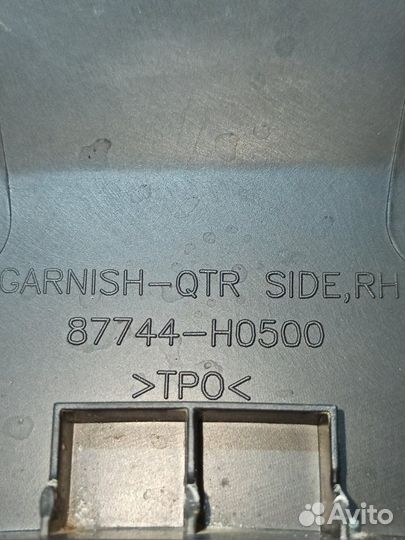 GARNISH-QTR SIDE,RH
87744-H0500
>TPO<
Avito